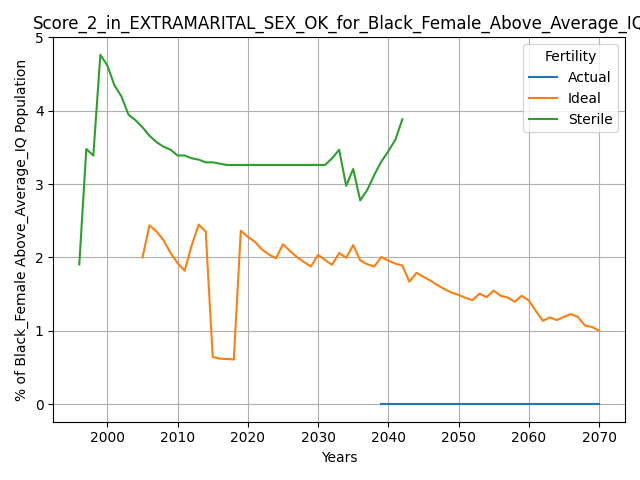 Score_2_in_EXTRAMARITAL_SEX_OK_for_Black_Female_Above_Average_IQ
Fertility
Actual
Ideal
Sterile
% of Black_Female Above_Average_IQ Population
5
4
3
2
1
0
2000 2010 2020 2030 2040 2050 2060 2070
Years